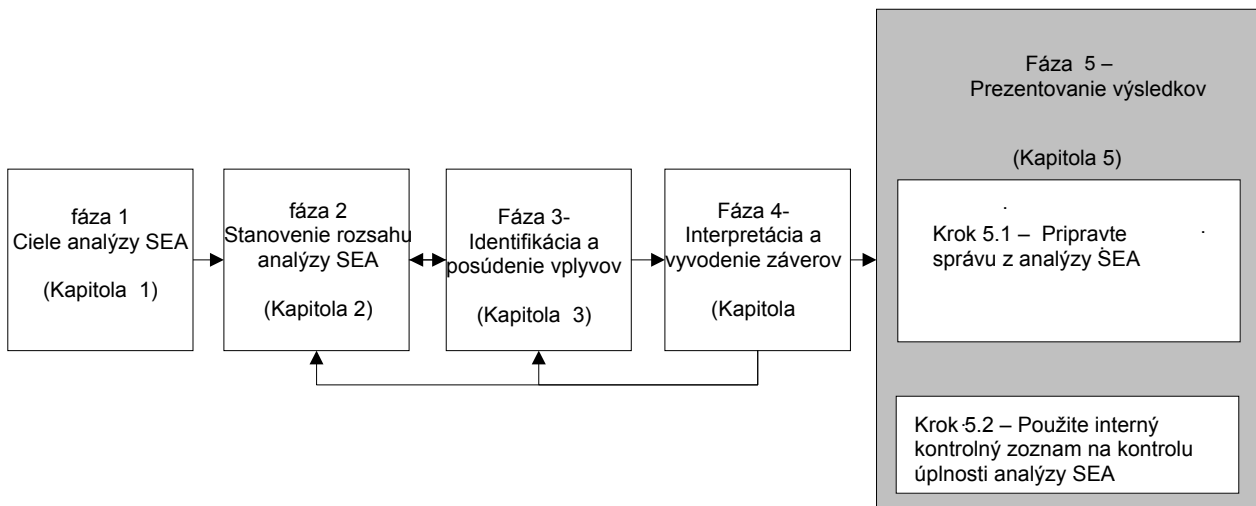 fáza 1
Ciele analýzy SEA
(Kapitola 1)
fáza 2
Stanovenie rozsahu
analýzy SEA
(Kapitola 2)
Fáza 3-
Identifikácia a
posúdenie vplyvov
(Kapitola 3)
Fáza 4-
Interpretácia a
vyvodenie záverov
(Kapitola
Fáza 5 –
Prezentovanie výsledkov
(Kapitola 5)
Krok 5.1 – Pripravte
správu z analýzy SEA
Krok 5.2 – Použite interný
kontrolný zoznam na kontrolu
úplnosti analýzy SEA